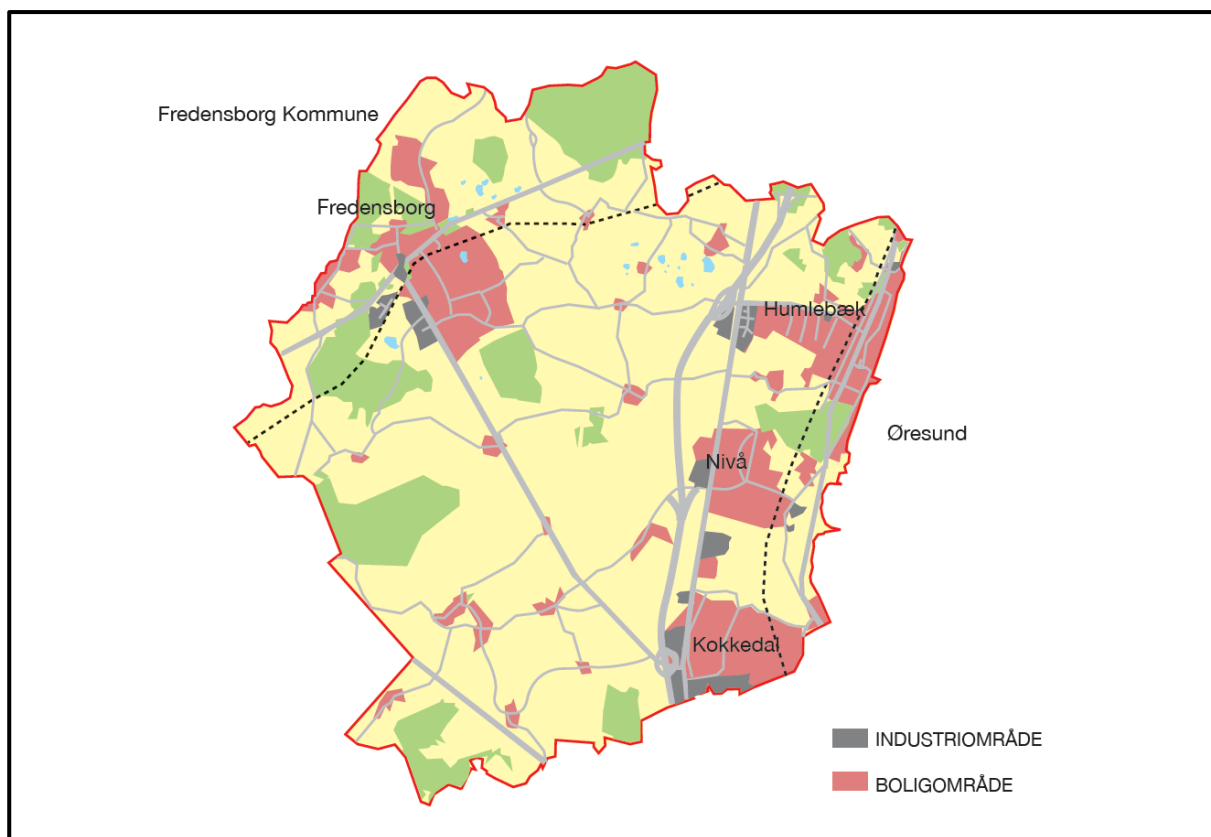 Fredensborg Kommune
Fredensborg
Humlebæk
Øresund
Nivå
Kokkedal
INDUSTRIOMRÅDE
BOLIGOMRÅDE